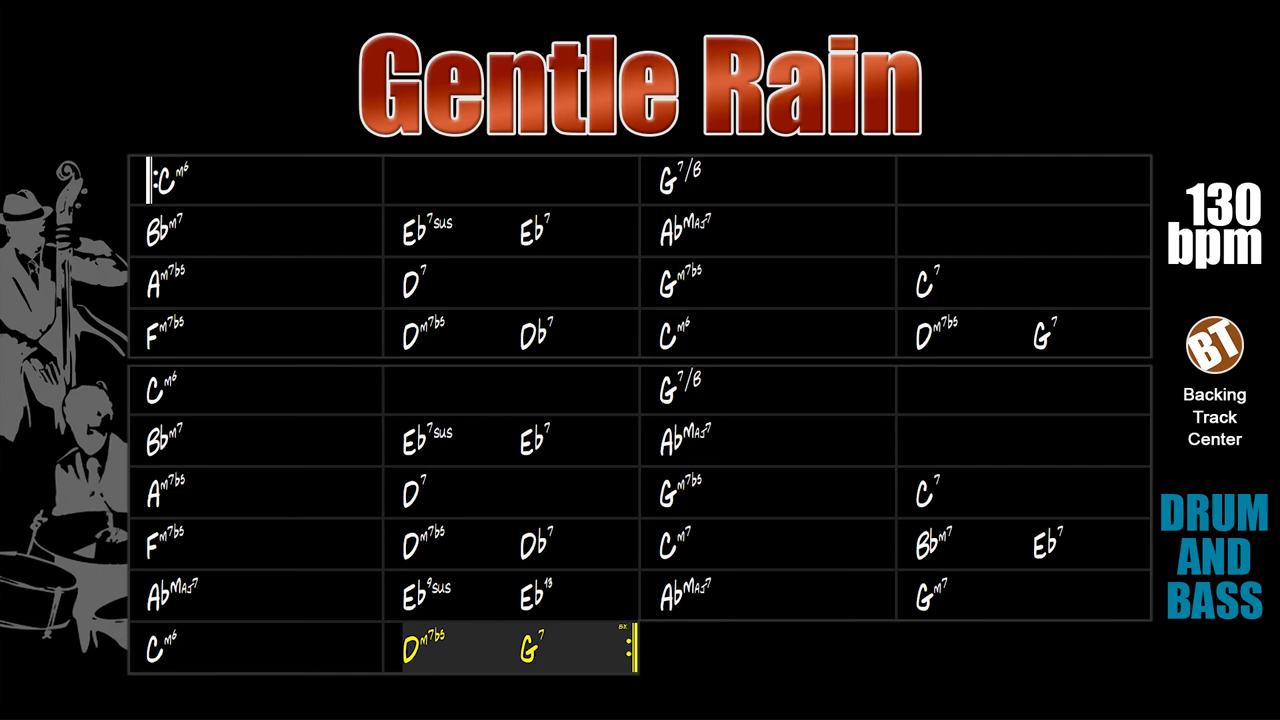 Gentle Rain
𝄆 Cm6 G7/B
Bbm7 Eb7sus Eb7 AbMaj7
Am7b5 D7 Gm7b5 C7
Fm7b5 Dm7b5 Db7 Cm6 Dm7b5 G7
Cm6 G7/B
Bbm7 Eb7sus Eb7 AbMaj7
Am7b5 D7 Gm7b5 C7
Fm7b5 Dm7b5 Db7 Cm7 Bbm7 Eb7
AbMaj7 Eb9sus Eb13 AbMaj7 Gm7
Cm6 Dm7b5 G7 𝄇
130
bpm
BT
Backing
Track
Center
DRUM
AND
BASS